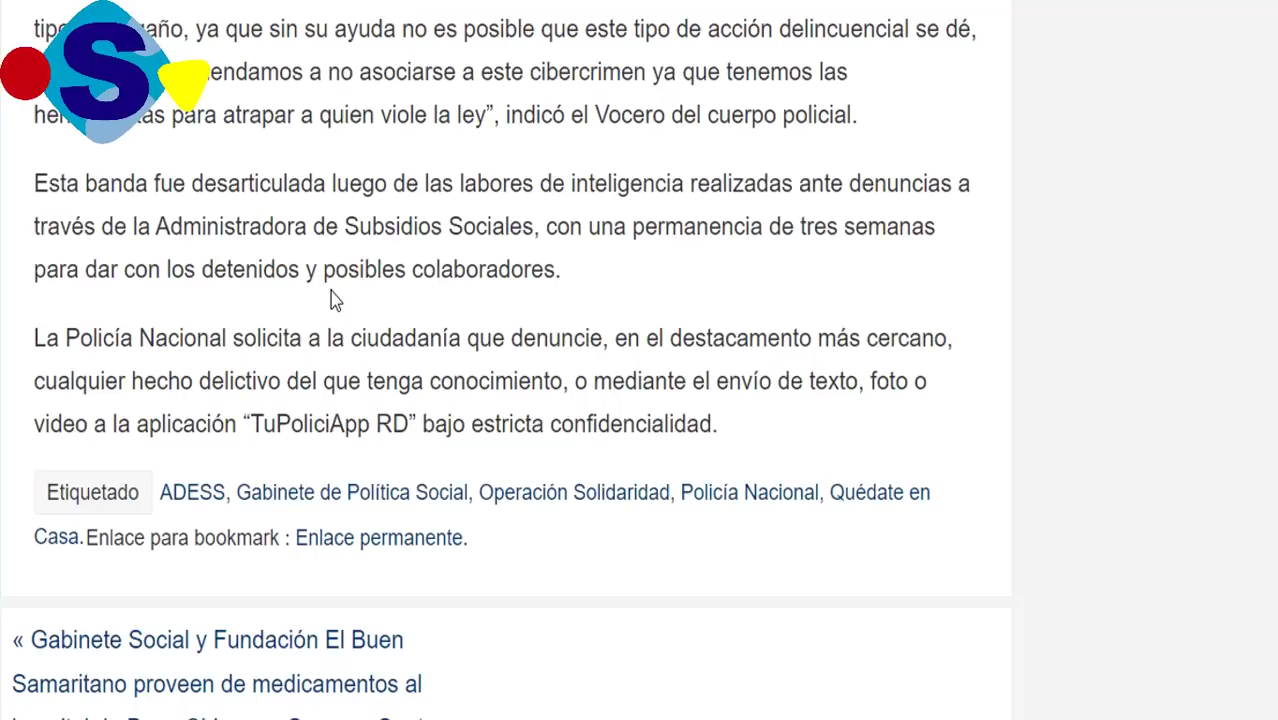 ya que sin su ayuda no es posible que este tipo de acción delincuencial se dé,
a no asociarse a este cibercrimen ya que tenemos las
S
para atrapar a quien viole la ley”, indicó el Vocero del cuerpo policial.
Esta banda fue desarticulada luego de las labores de inteligencia realizadas ante denuncias a
través de la Administradora de Subsidios Sociales, con una permanencia de tres semanas
para dar con los detenidos y posibles colaboradores.
La Policía Nacional solicita a la ciudadanía que denuncie, en el destacamento más cercano,
cualquier hecho delictivo del que tenga conocimiento, o mediante el envío de texto, foto o
video a la aplicación “TuPoliciApp RD” bajo estricta confidencialidad.
Etiquetado ADESS, Gabinete de Política Social, Operación Solidaridad, Policía Nacional, Quédate en
Casa. Enlace para bookmark : Enlace permanente.
« Gabinete Social y Fundación El Buen
Samaritano proveen de medicamentos al